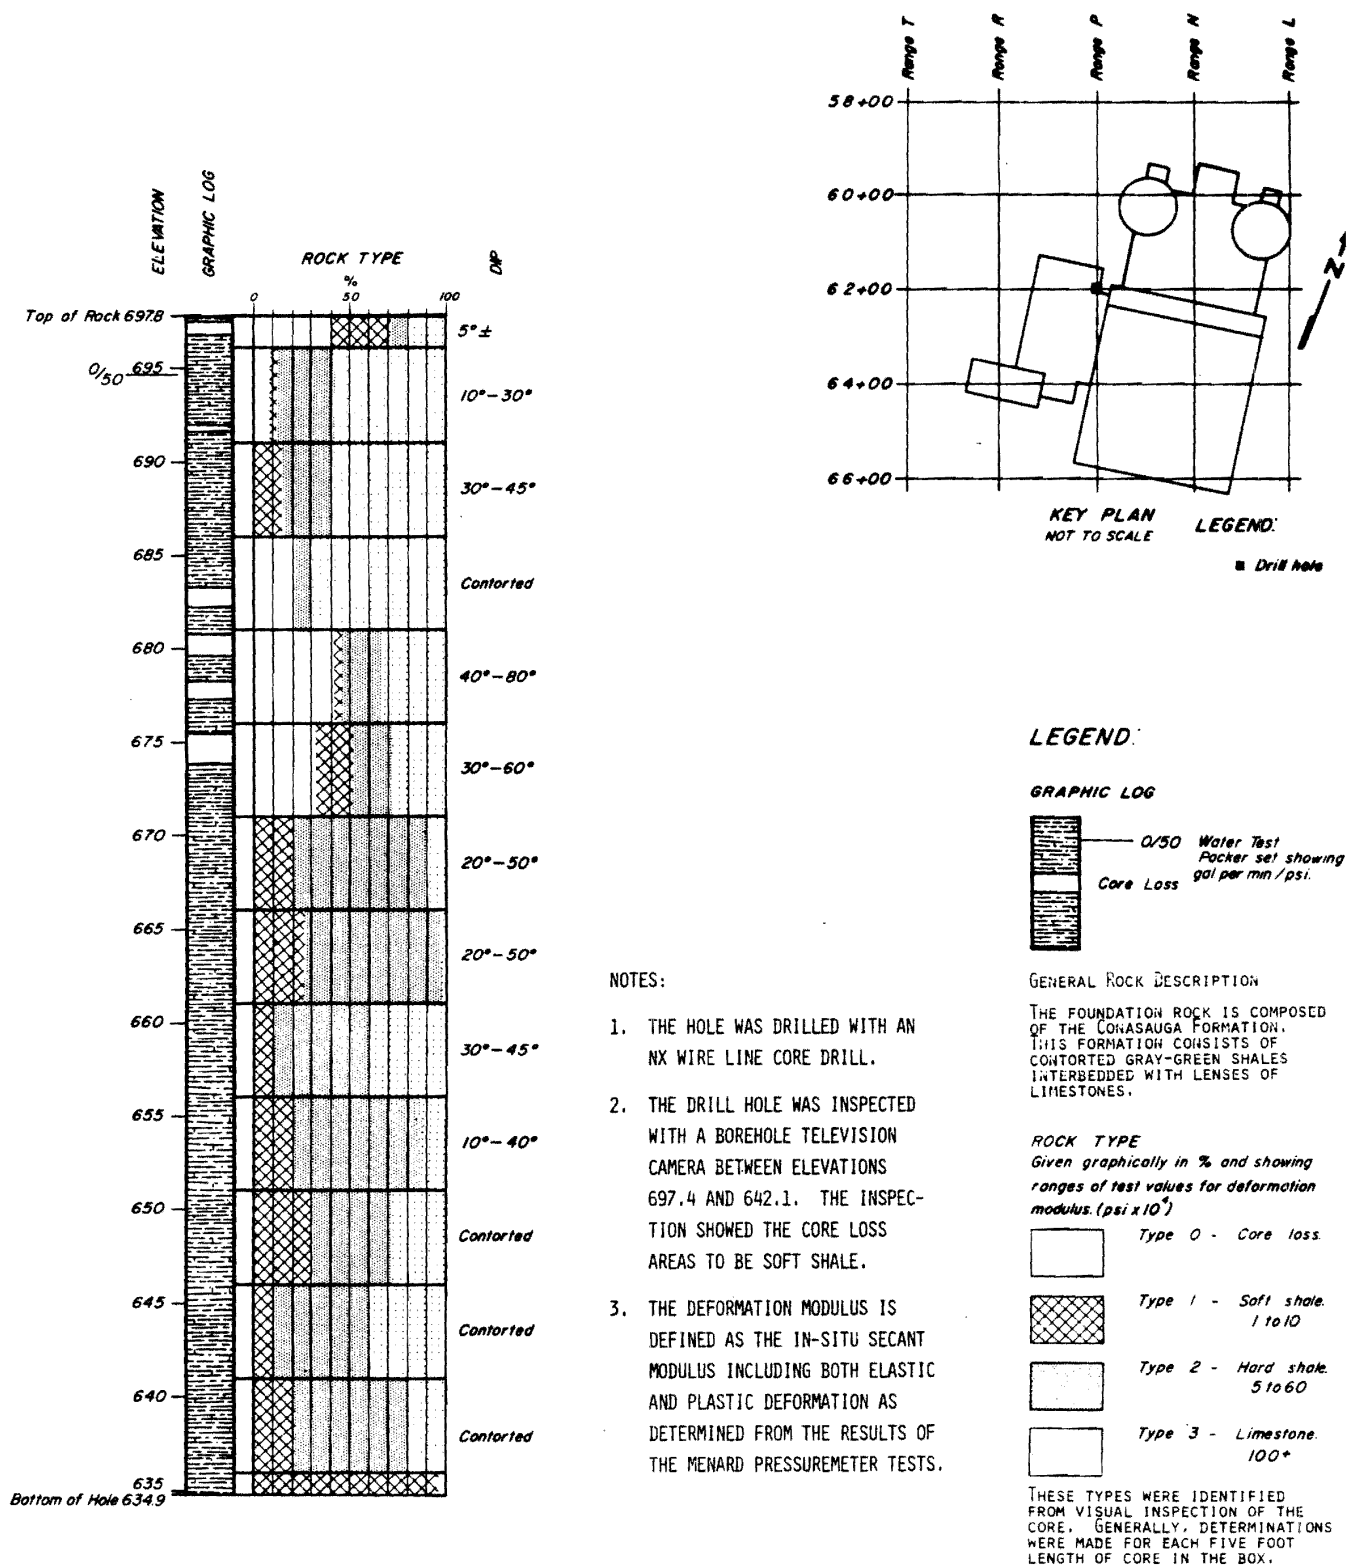 ELEVATION
GRAPHIC LOG
ROCK TYPE
%
0 50 100
DIP
Top of Rock 697.8
0/50
695
690
685
680
675
670
665
660
655
650
645
640
635
Bottom of Hole 634.9
5° ±
10°-30°
30°-45°
Contorted
40°-80°
30°-60°
20°-50°
20°-50°
30°-45°
10°-40°
Contorted
Contorted
Contorted
Range T
Range R
Range P
Range N
Range L
58+00
60+00
62+00
64+00
66+00
N
KEY PLAN
NOT TO SCALE
LEGEND:
Drill hole
NOTES:
1. THE HOLE WAS DRILLED WITH AN
NX WIRE LINE CORE DRILL.
2. THE DRILL HOLE WAS INSPECTED
WITH A BOREHOLE TELEVISION
CAMERA BETWEEN ELEVATIONS
697.4 AND 642.1. THE INSPEC-
TION SHOWED THE CORE LOSS
AREAS TO BE SOFT SHALE.
3. THE DEFORMATION MODULUS IS
DEFINED AS THE IN-SITU SECANT
MODULUS INCLUDING BOTH ELASTIC
AND PLASTIC DEFORMATION AS
DETERMINED FROM THE RESULTS OF
THE MENARD PRESSUREMETER TESTS.
LEGEND:
GRAPHIC LOG
0/50 Water Test
Packer set showing
gal per min/psi.
Core Loss
GENERAL ROCK DESCRIPTION
THE FOUNDATION ROCK IS COMPOSED
OF THE CONASAUGA FORMATION.
THIS FORMATION CONSISTS OF
CONTORTED GRAY-GREEN SHALES
INTERBEDDED WITH LENSES OF
LIMESTONES.
ROCK TYPE
Given graphically in % and showing
ranges of test values for deformation
modulus. (psi x 10⁴)
Type 0 - Core loss.
Type 1 - Soft shale.
1 to 10
Type 2 - Hard shale.
5 to 60
Type 3 - Limestone.
100+
THESE TYPES WERE IDENTIFIED
FROM VISUAL INSPECTION OF THE
CORE. GENERALLY, DETERMINATIONS
WERE MADE FOR EACH FIVE FOOT
LENGTH OF CORE IN THE BOX.